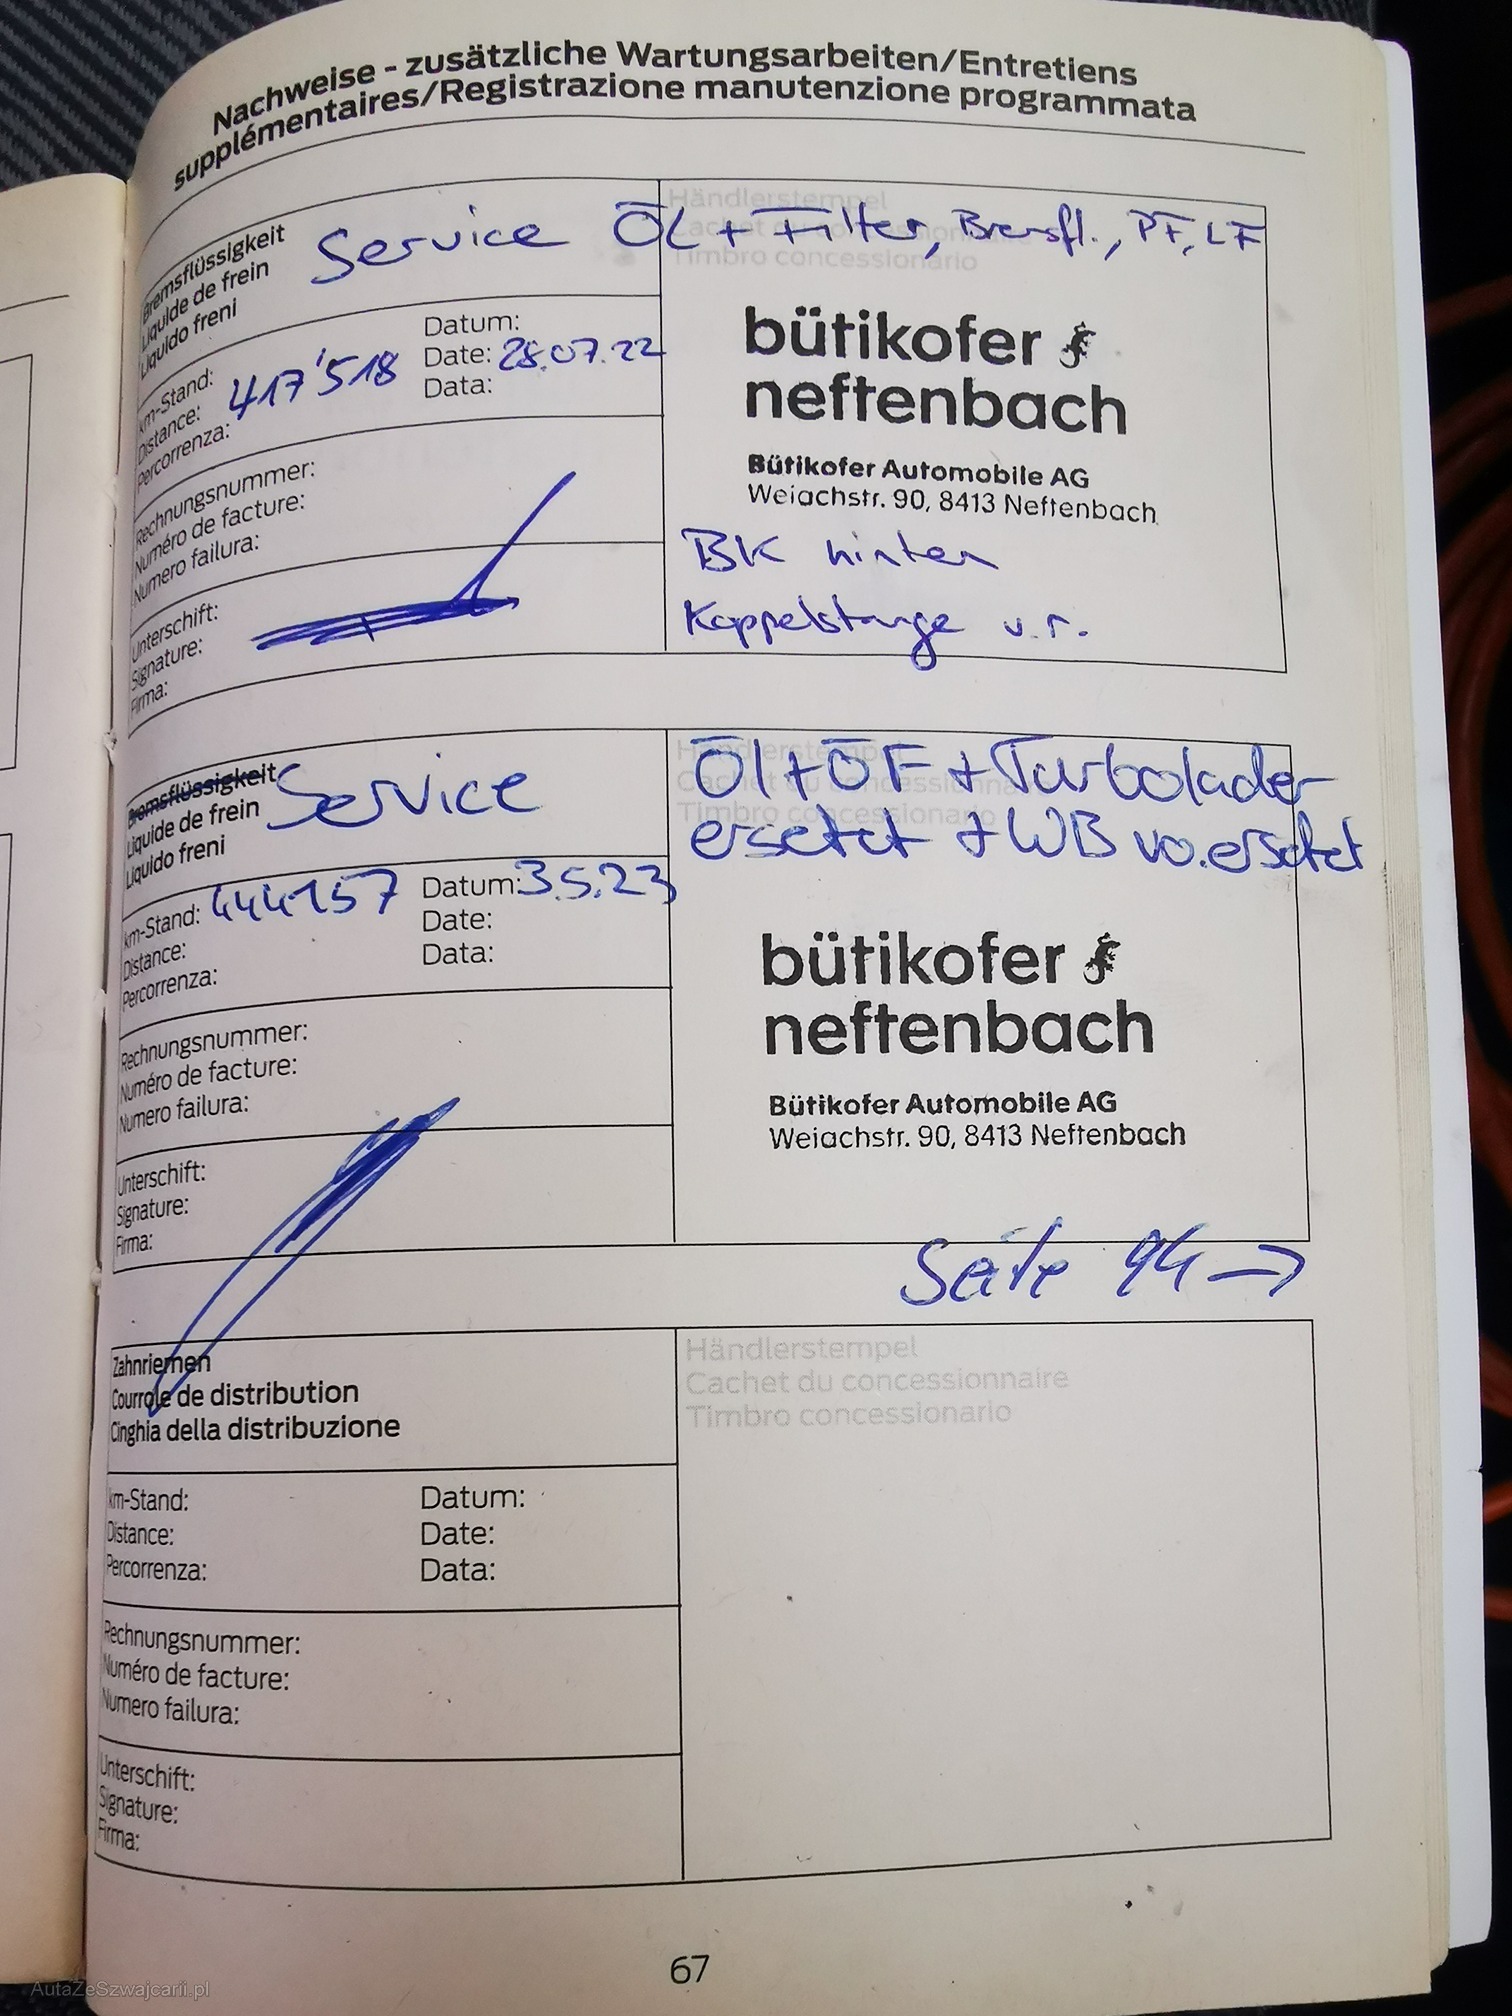 Nachweise - zusätzliche Wartungsarbeiten/Entretiens
supplémentaires/Registrazione manutenzione programmata
Bremsflüssigkeit
Liquide de frein
Liquido freni
Service ÖL + Filter, Bremsfl., PF, LF
Händlerstempel
Cachet du concessionnaire
Timbro concessionario
km-Stand:
Distance:
Percorrenza:
417'518
Datum:
Date: 28.07.22
Data:
bütikofer
neftenbach
Bütikofer Automobile AG
Weiachstr. 90, 8413 Neftenbach
Rechnungsnummer:
Numéro de facture:
Numero failura:
BK hinten
Koppelstange v.r.
Unterschift:
Signature:
Firma:
Bremsflüssigkeit
Liquide de frein
Liquido freni
Service
Händlerstempel
Cachet du concessionnaire
Timbro concessionario
Öl + ÖF + Turbolader
ersetzt + WB vo. ersetzt
km-Stand: 444157
Distance:
Percorrenza:
Datum: 3.5.23
Date:
Data:
bütikofer
neftenbach
Bütikofer Automobile AG
Weiachstr. 90, 8413 Neftenbach
Rechnungsnummer:
Numéro de facture:
Numero failura:
Unterschift:
Signature:
Firma:
Seite 94 →
Zahnriemen
Courroie de distribution
Cinghia della distribuzione
Händlerstempel
Cachet du concessionnaire
Timbro concessionario
km-Stand:
Distance:
Percorrenza:
Datum:
Date:
Data:
Rechnungsnummer:
Numéro de facture:
Numero failura:
Unterschift:
Signature:
Firma:
67
AutaZeSzwajcarii.pl